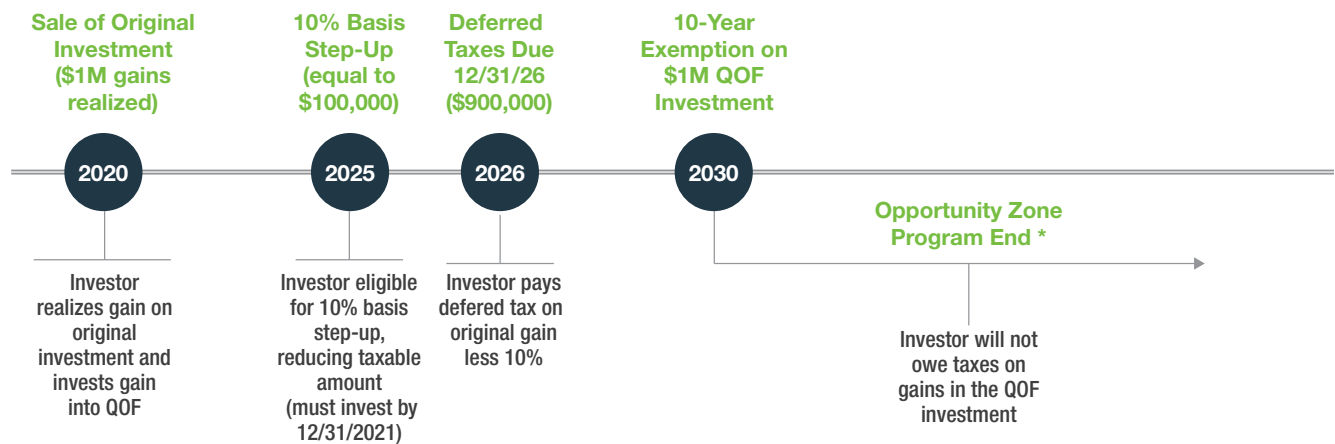 Sale of Original
Investment
($1M gains
realized)
10% Basis
Step-Up
(equal to
$100,000)
Deferred
Taxes Due
12/31/26
($900,000)
10-Year
Exemption on
$1M QOF
Investment
2020
2025
2026
2030
Opportunity Zone
Program End *
Investor
realizes gain on
original
investment and
invests gain
into QOF
Investor eligible
for 10% basis
step-up,
reducing taxable
amount
(must invest by
12/31/2021)
Investor pays
defered tax on
original gain
less 10%
Investor will not
owe taxes on
gains in the QOF
investment